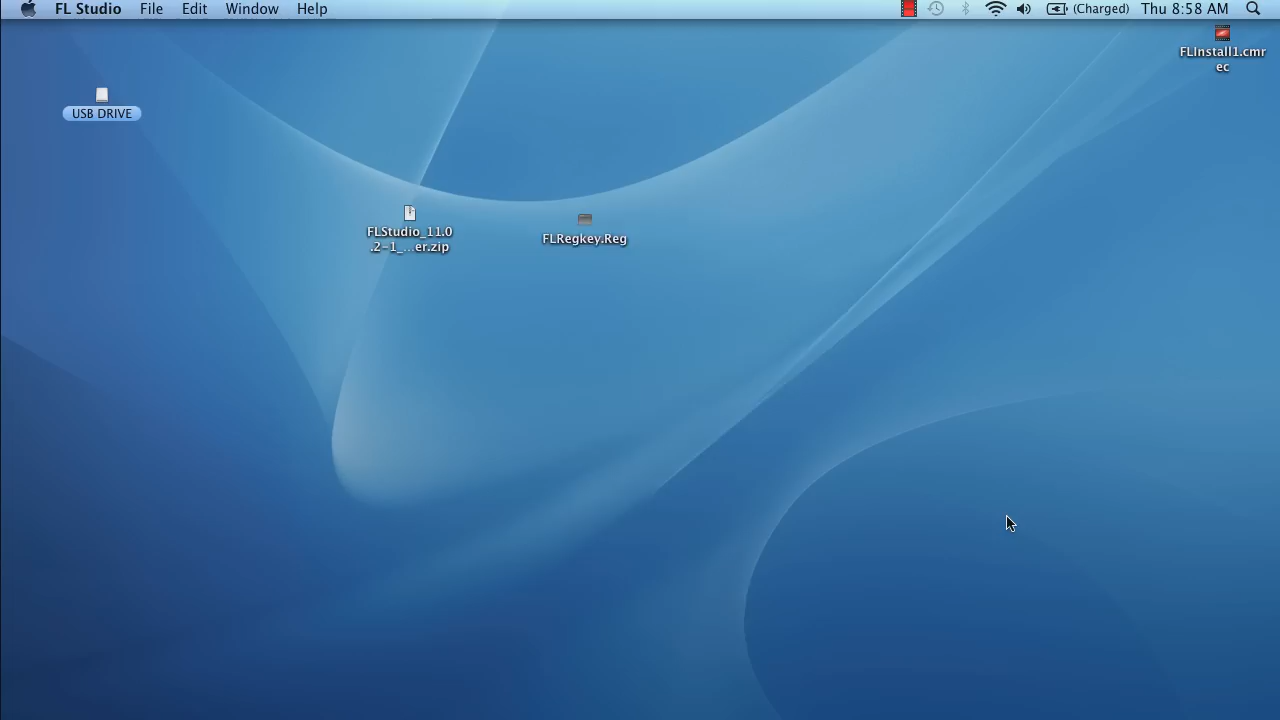 FL Studio File Edit Window Help (Charged) Thu 8:58 AM
FLInstall1.cmr
ec
USB DRIVE
FLStudio_11.0
.2-1_...er.zip
FLRegkey.Reg